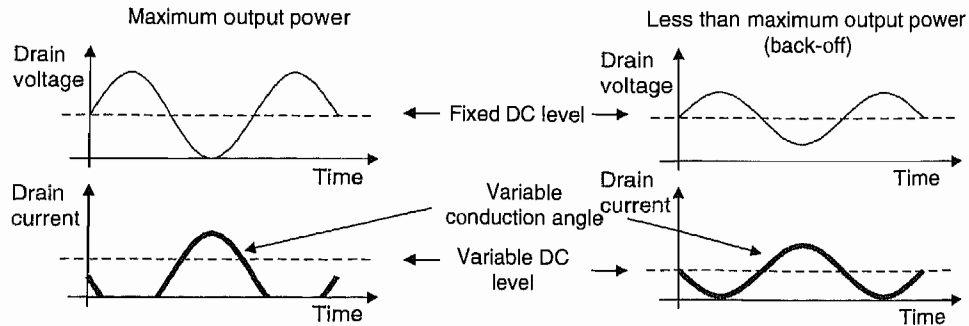 Maximum output power
Less than maximum output power
(back-off)
Drain
voltage
Fixed DC level
Drain
voltage
Time
Time
Drain
current
Variable
conduction angle
Drain
current
Variable DC
level
Time
Time